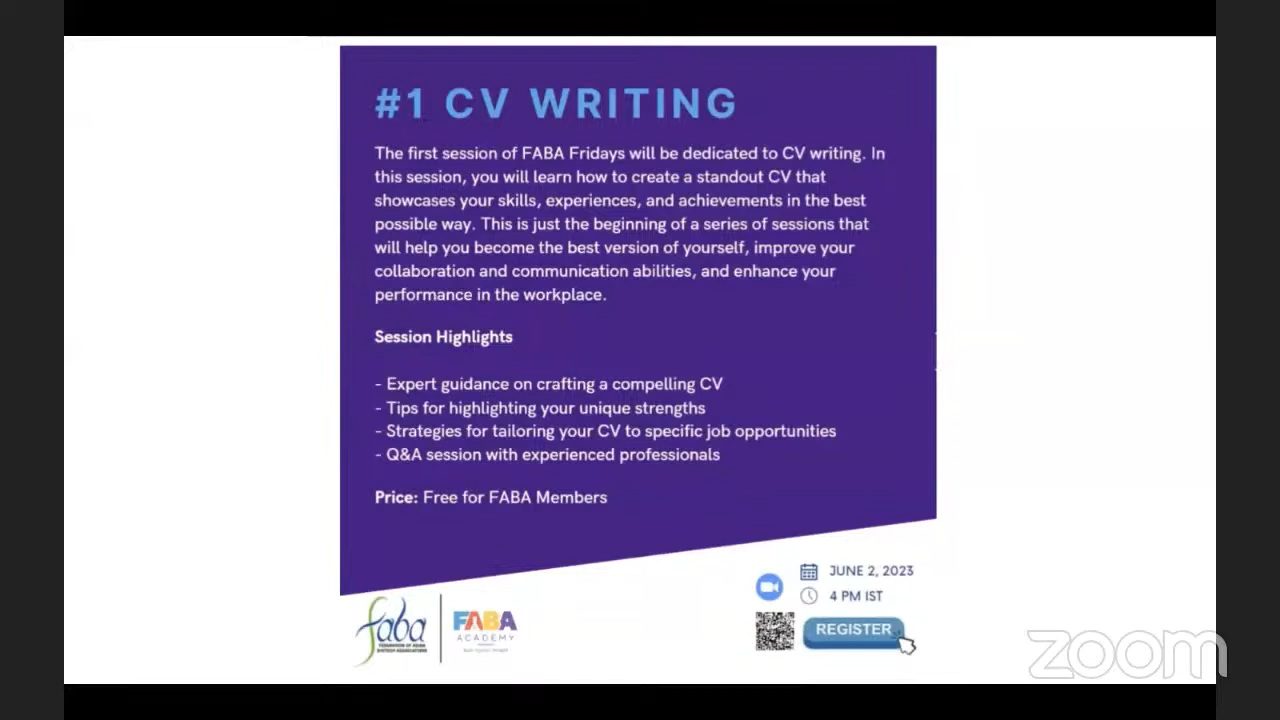 #1 CV WRITING
The first session of FABA Fridays will be dedicated to CV writing. In
this session, you will learn how to create a standout CV that
showcases your skills, experiences, and achievements in the best
possible way. This is just the beginning of a series of sessions that
will help you become the best version of yourself, improve your
collaboration and communication abilities, and enhance your
performance in the workplace.
Session Highlights
- Expert guidance on crafting a compelling CV
- Tips for highlighting your unique strengths
- Strategies for tailoring your CV to specific job opportunities
- Q&A session with experienced professionals
Price: Free for FABA Members
JUNE 2, 2023
4 PM IST
REGISTER
faba
FEDERATION OF ASIAN
BIOTECH ASSOCIATIONS
FABA
ACADEMY
zoom